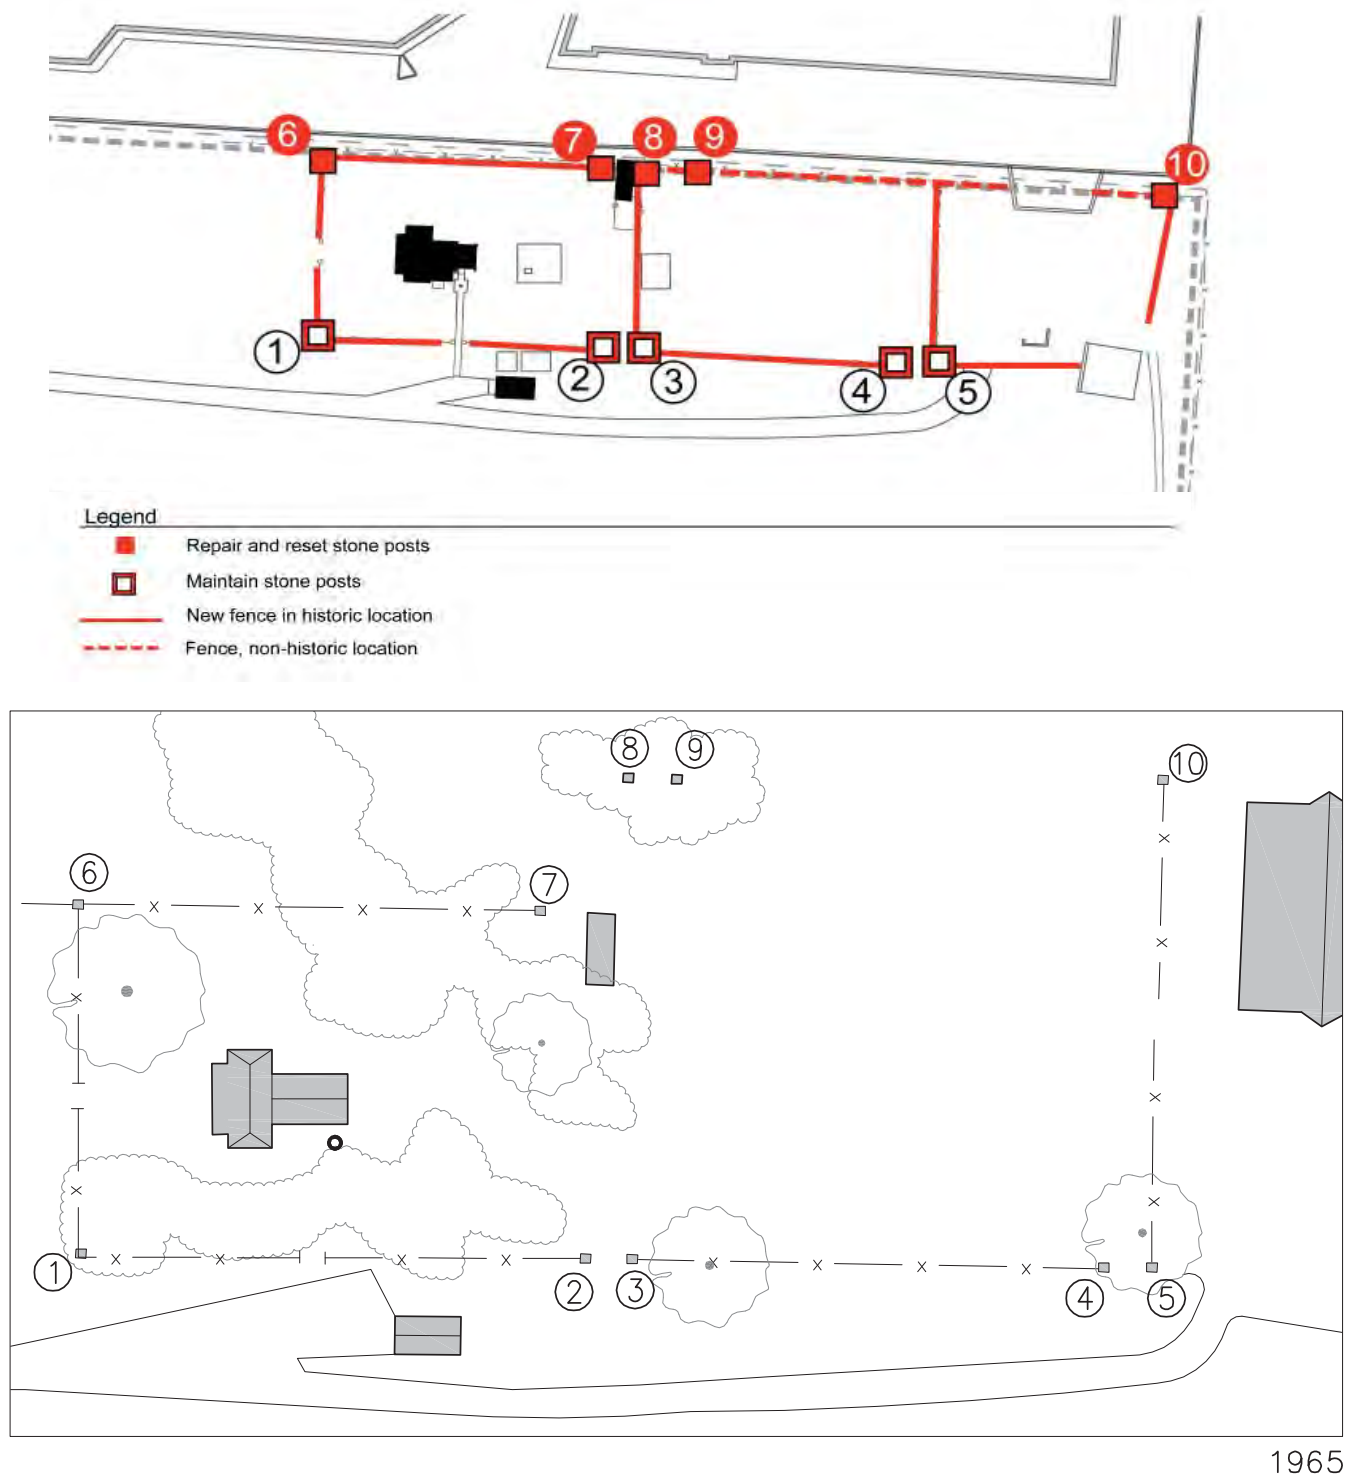 6 7 8 9 10
1 2 3 4 5
Legend
Repair and reset stone posts
Maintain stone posts
New fence in historic location
Fence, non-historic location
8 9 10
6 7
1 2 3 4 5
1965